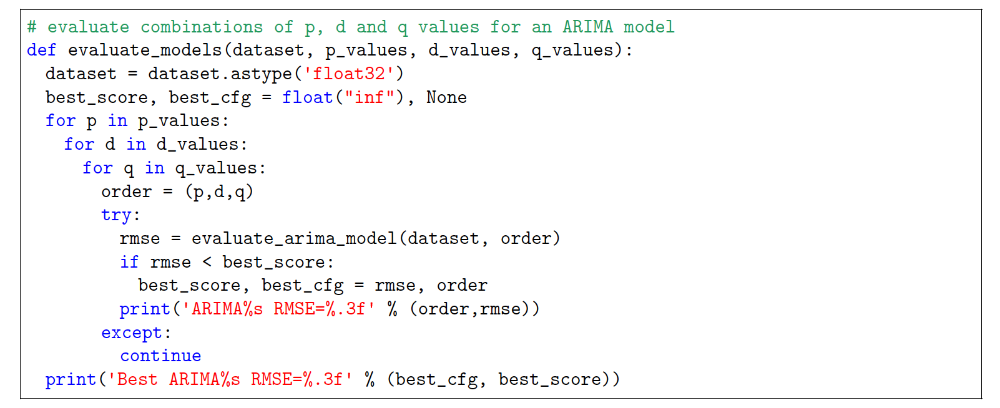 # evaluate combinations of p, d and q values for an ARIMA model
def evaluate_models(dataset, p_values, d_values, q_values):
  dataset = dataset.astype('float32')
  best_score, best_cfg = float("inf"), None
  for p in p_values:
    for d in d_values:
      for q in q_values:
        order = (p,d,q)
        try:
          rmse = evaluate_arima_model(dataset, order)
          if rmse < best_score:
            best_score, best_cfg = rmse, order
          print('ARIMA%s RMSE=%.3f' % (order,rmse))
        except:
          continue
  print('Best ARIMA%s RMSE=%.3f' % (best_cfg, best_score))